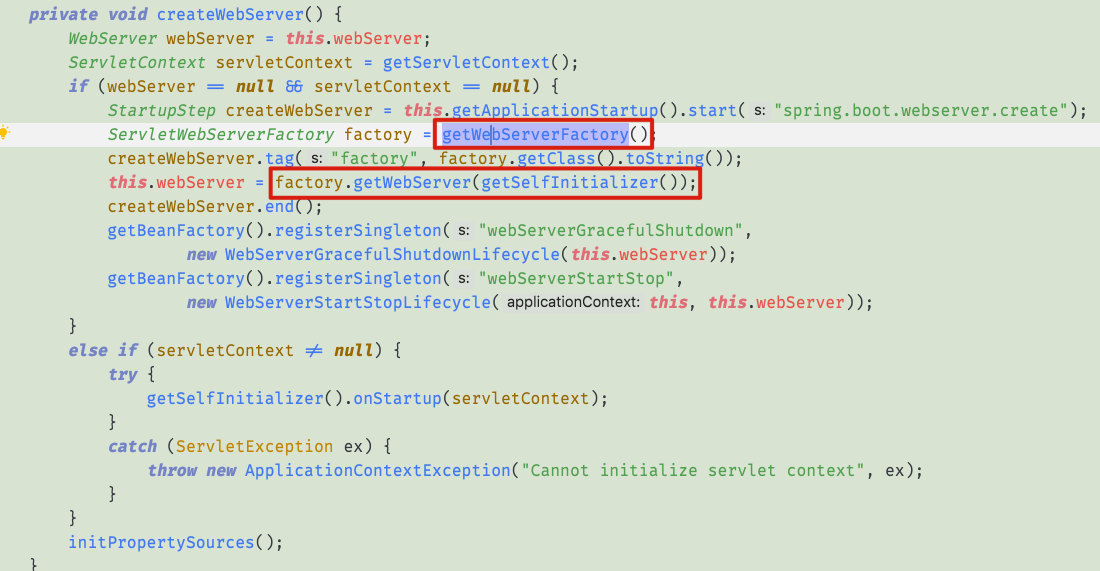 private void createWebServer() {
WebServer webServer = this.webServer;
ServletContext servletContext = getServletContext();
if (webServer == null && servletContext == null) {
StartupStep createWebServer = this.getApplicationStartup().start( s: "spring.boot.webserver.create");
ServletWebServerFactory factory = getWebServerFactory();
createWebServer.tag( s: "factory", factory.getClass().toString());
this.webServer = factory.getWebServer(getSelfInitializer());
createWebServer.end();
getBeanFactory().registerSingleton( s: "webServerGracefulShutdown",
new WebServerGracefulShutdownLifecycle(this.webServer));
getBeanFactory().registerSingleton( s: "webServerStartStop",
new WebServerStartStopLifecycle( applicationContext: this, this.webServer));
}
else if (servletContext != null) {
try {
getSelfInitializer().onStartup(servletContext);
}
catch (ServletException ex) {
throw new ApplicationContextException("Cannot initialize servlet context", ex);
}
}
initPropertySources();
}